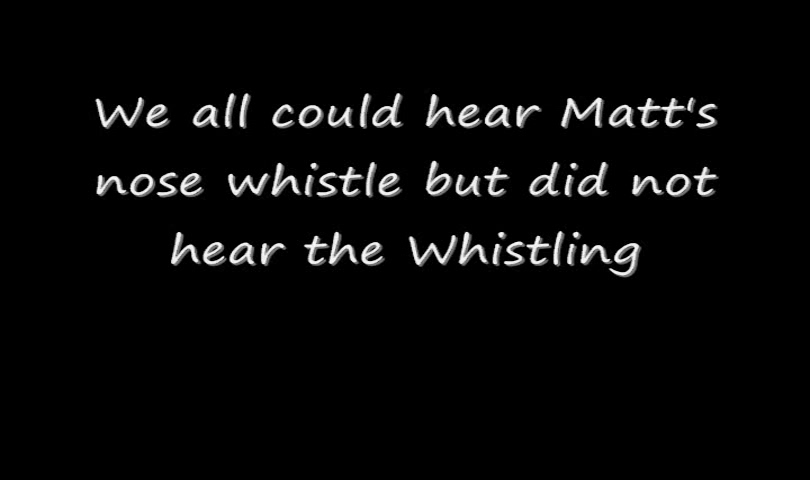 We all could hear Matt's
nose whistle but did not
hear the Whistling